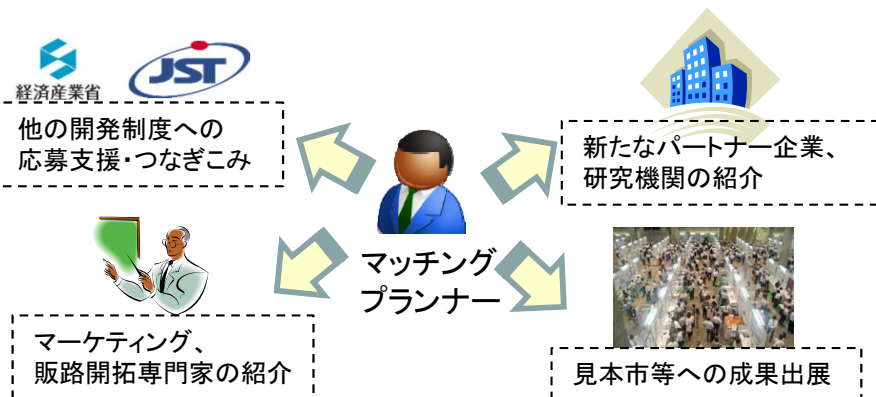 経済産業省
JST
他の開発制度への
応募支援・つなぎこみ
新たなパートナー企業、
研究機関の紹介
マッチング
プランナー
マーケティング、
販路開拓専門家の紹介
見本市等への成果出展